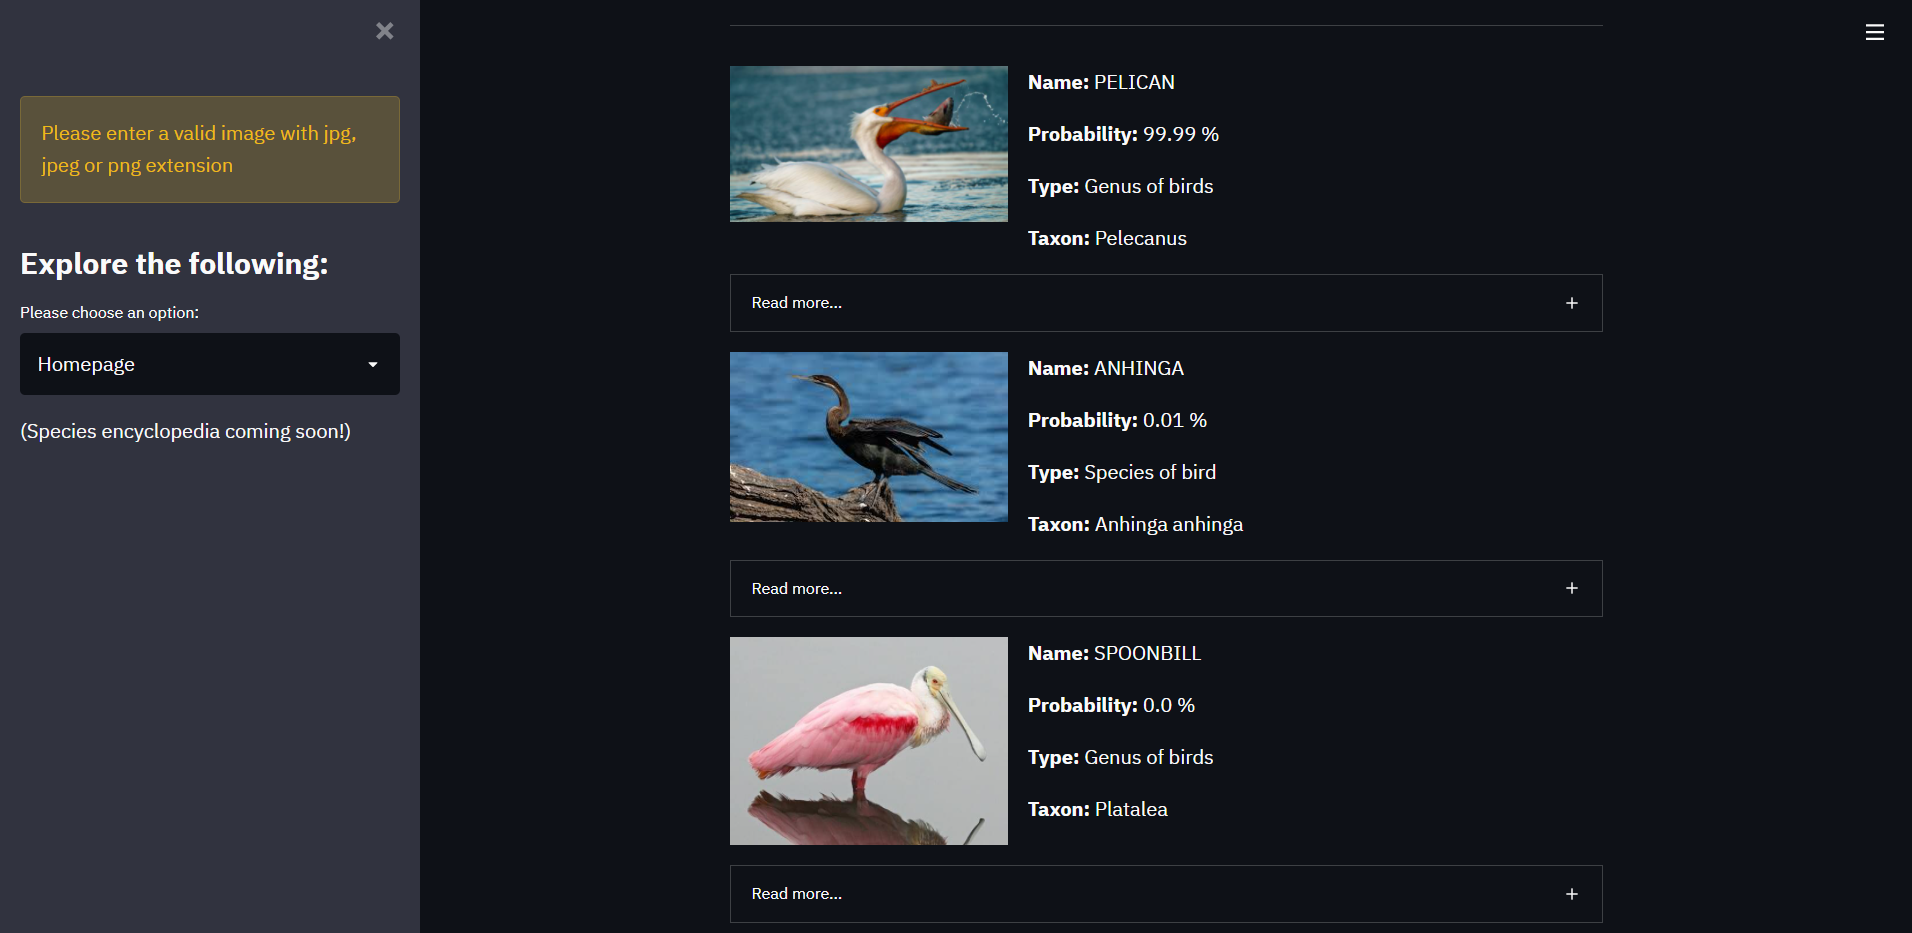 Please enter a valid image with jpg,
jpeg or png extension
Explore the following:
Please choose an option:
Homepage
(Species encyclopedia coming soon!)
Name: PELICAN
Probability: 99.99 %
Type: Genus of birds
Taxon: Pelecanus
Read more...
Name: ANHINGA
Probability: 0.01 %
Type: Species of bird
Taxon: Anhinga anhinga
Read more...
Name: SPOONBILL
Probability: 0.0 %
Type: Genus of birds
Taxon: Platalea
Read more...